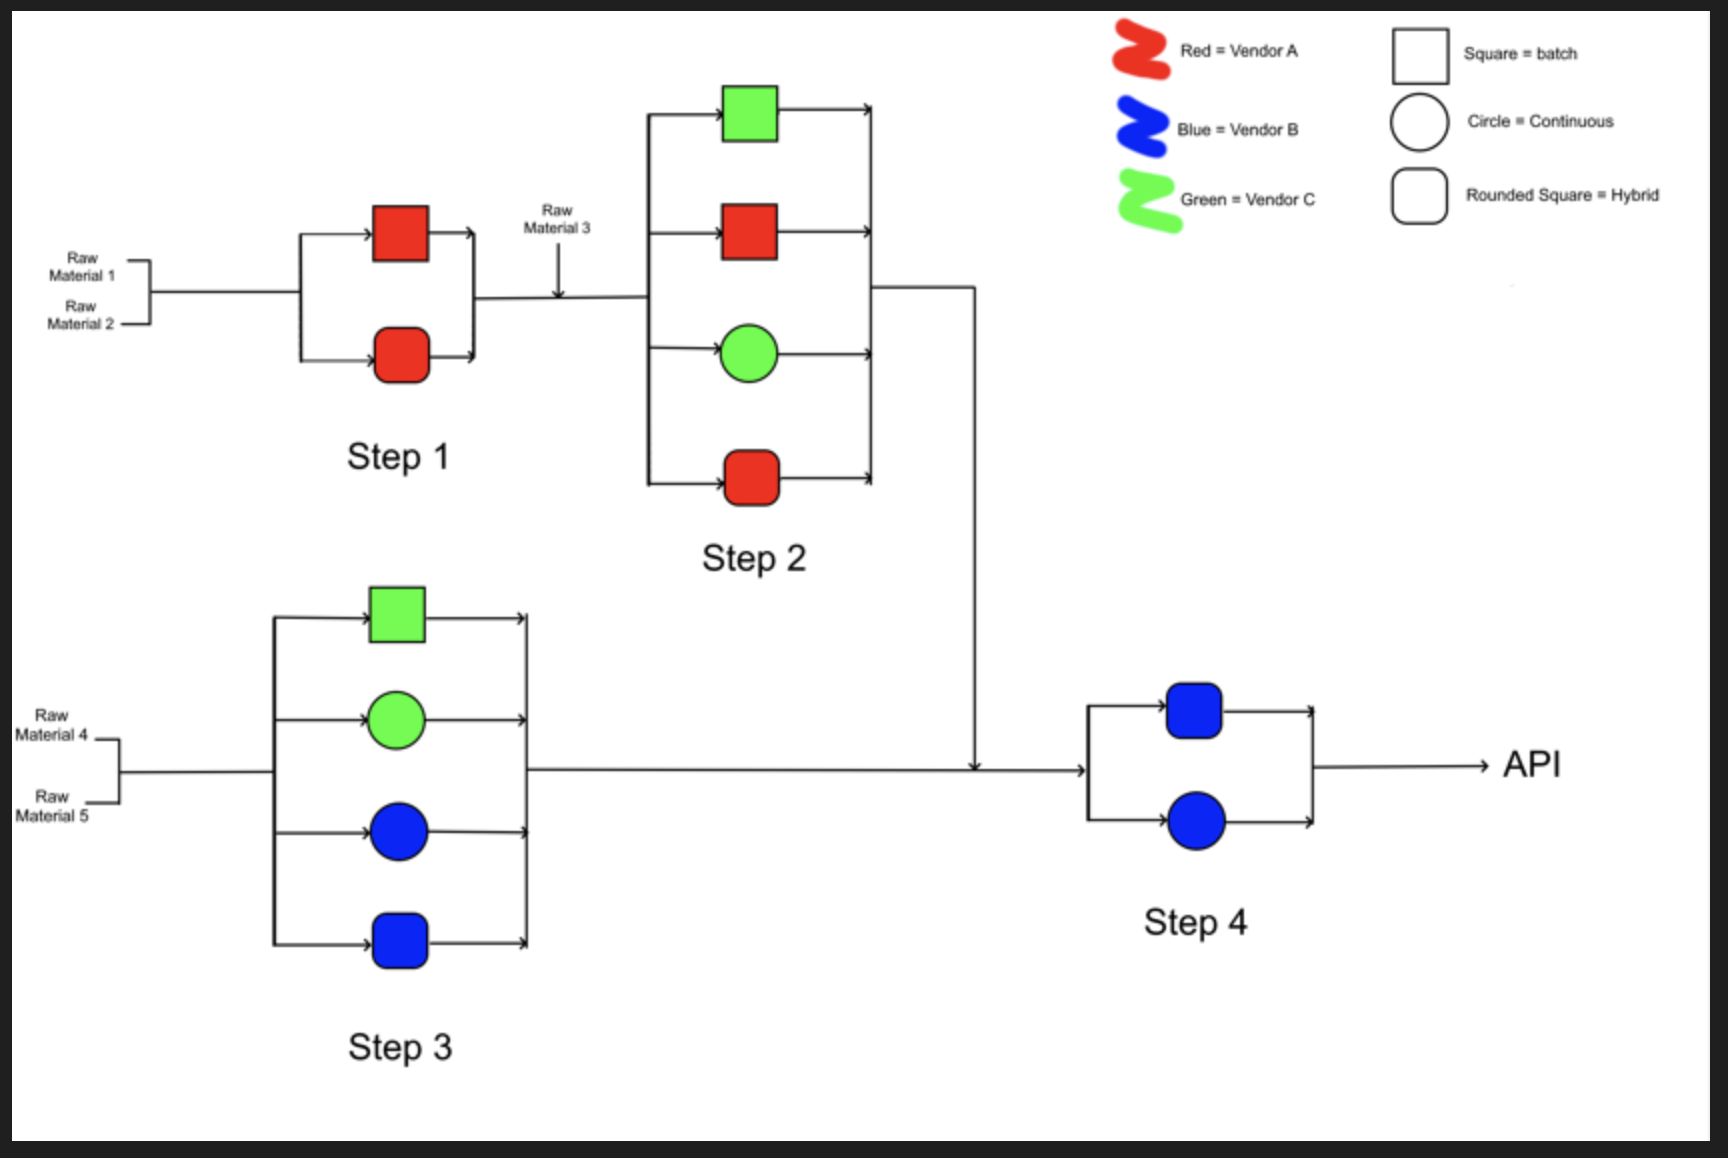 Red = Vendor A
Square = batch
Blue = Vendor B
Circle = Continuous
Green = Vendor C
Rounded Square = Hybrid
Raw
Material 1
Raw
Material 2
Raw
Material 3
Step 1
Step 2
Raw
Material 4
Raw
Material 5
Step 3
Step 4
API